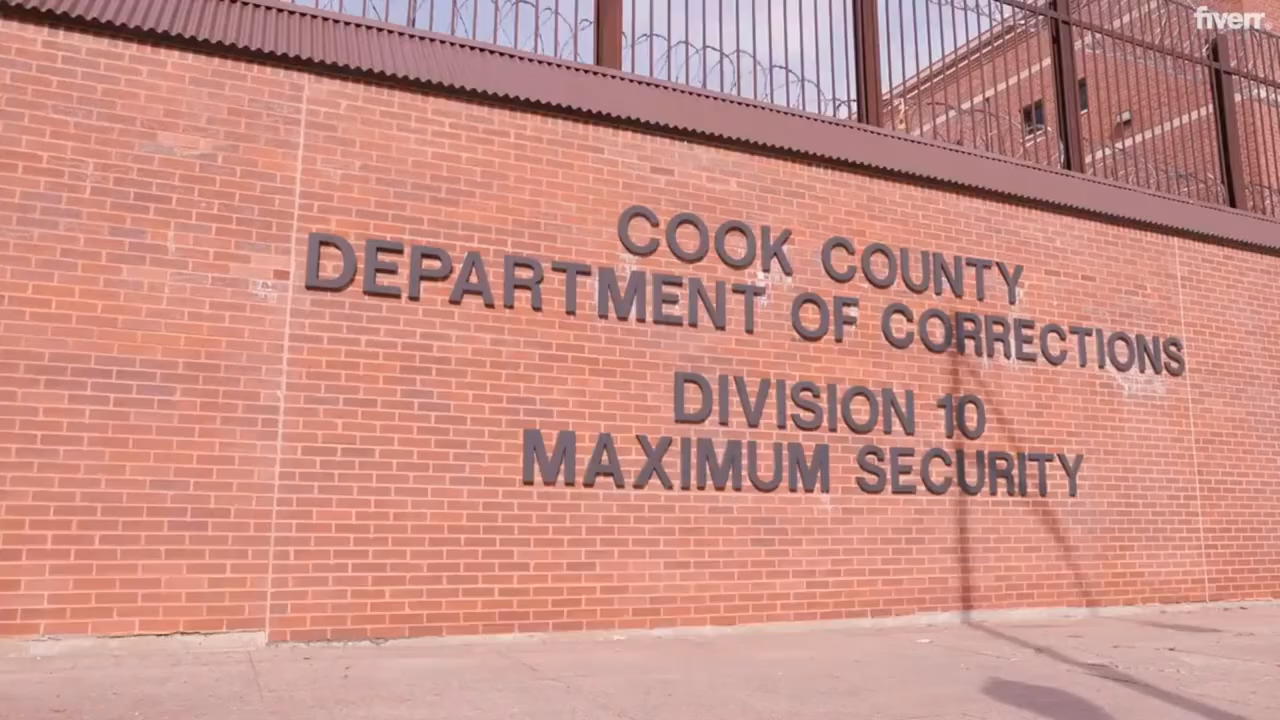 fiverr.
COOK COUNTY
DEPARTMENT OF CORRECTIONS
DIVISION 10
MAXIMUM SECURITY